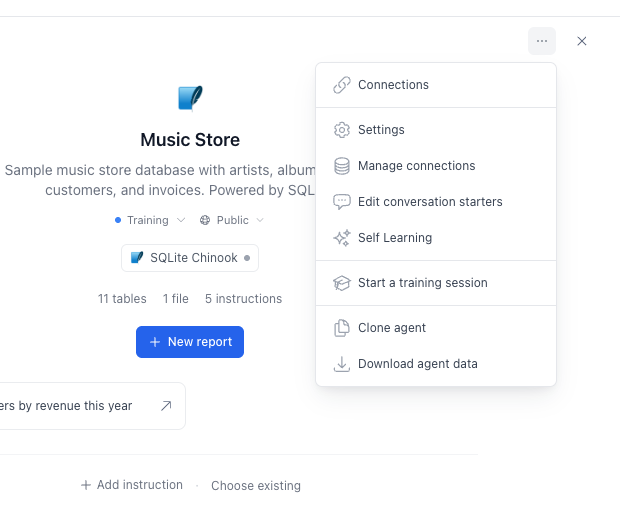 Connections
Music Store
Settings
Sample music store database with artists, album
customers, and invoices. Powered by SQL
Manage connections
Edit conversation starters
Training
Public
Self Learning
SQLite Chinook
Start a training session
11 tables 1 file 5 instructions
Clone agent
New report
Download agent data
ers by revenue this year
Add instruction · Choose existing